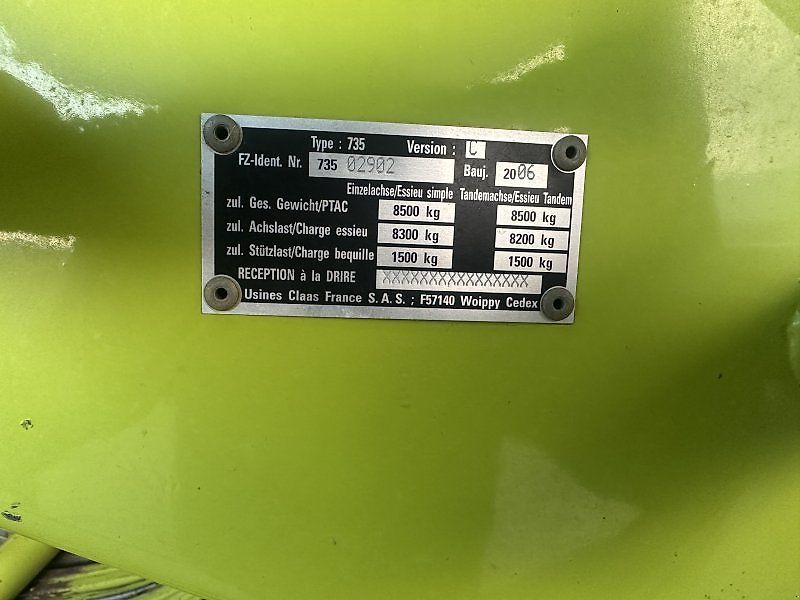 Type : 735 Version : C
FZ-Ident. Nr. 735 02902 Bauj. 2006
Einzelachse/Essieu simple Tandemachse/Essieu Tandem
zul. Ges. Gewicht/PTAC 8500 kg 8500 kg
zul. Achslast/Charge essieu 8300 kg 8200 kg
zul. Stützlast/Charge bequille 1500 kg 1500 kg
RECEPTION à la DRIRE XXXXXXXXXXXXXXXXXXXX
Usines Claas France S.A.S. ; F57140 Woippy Cedex